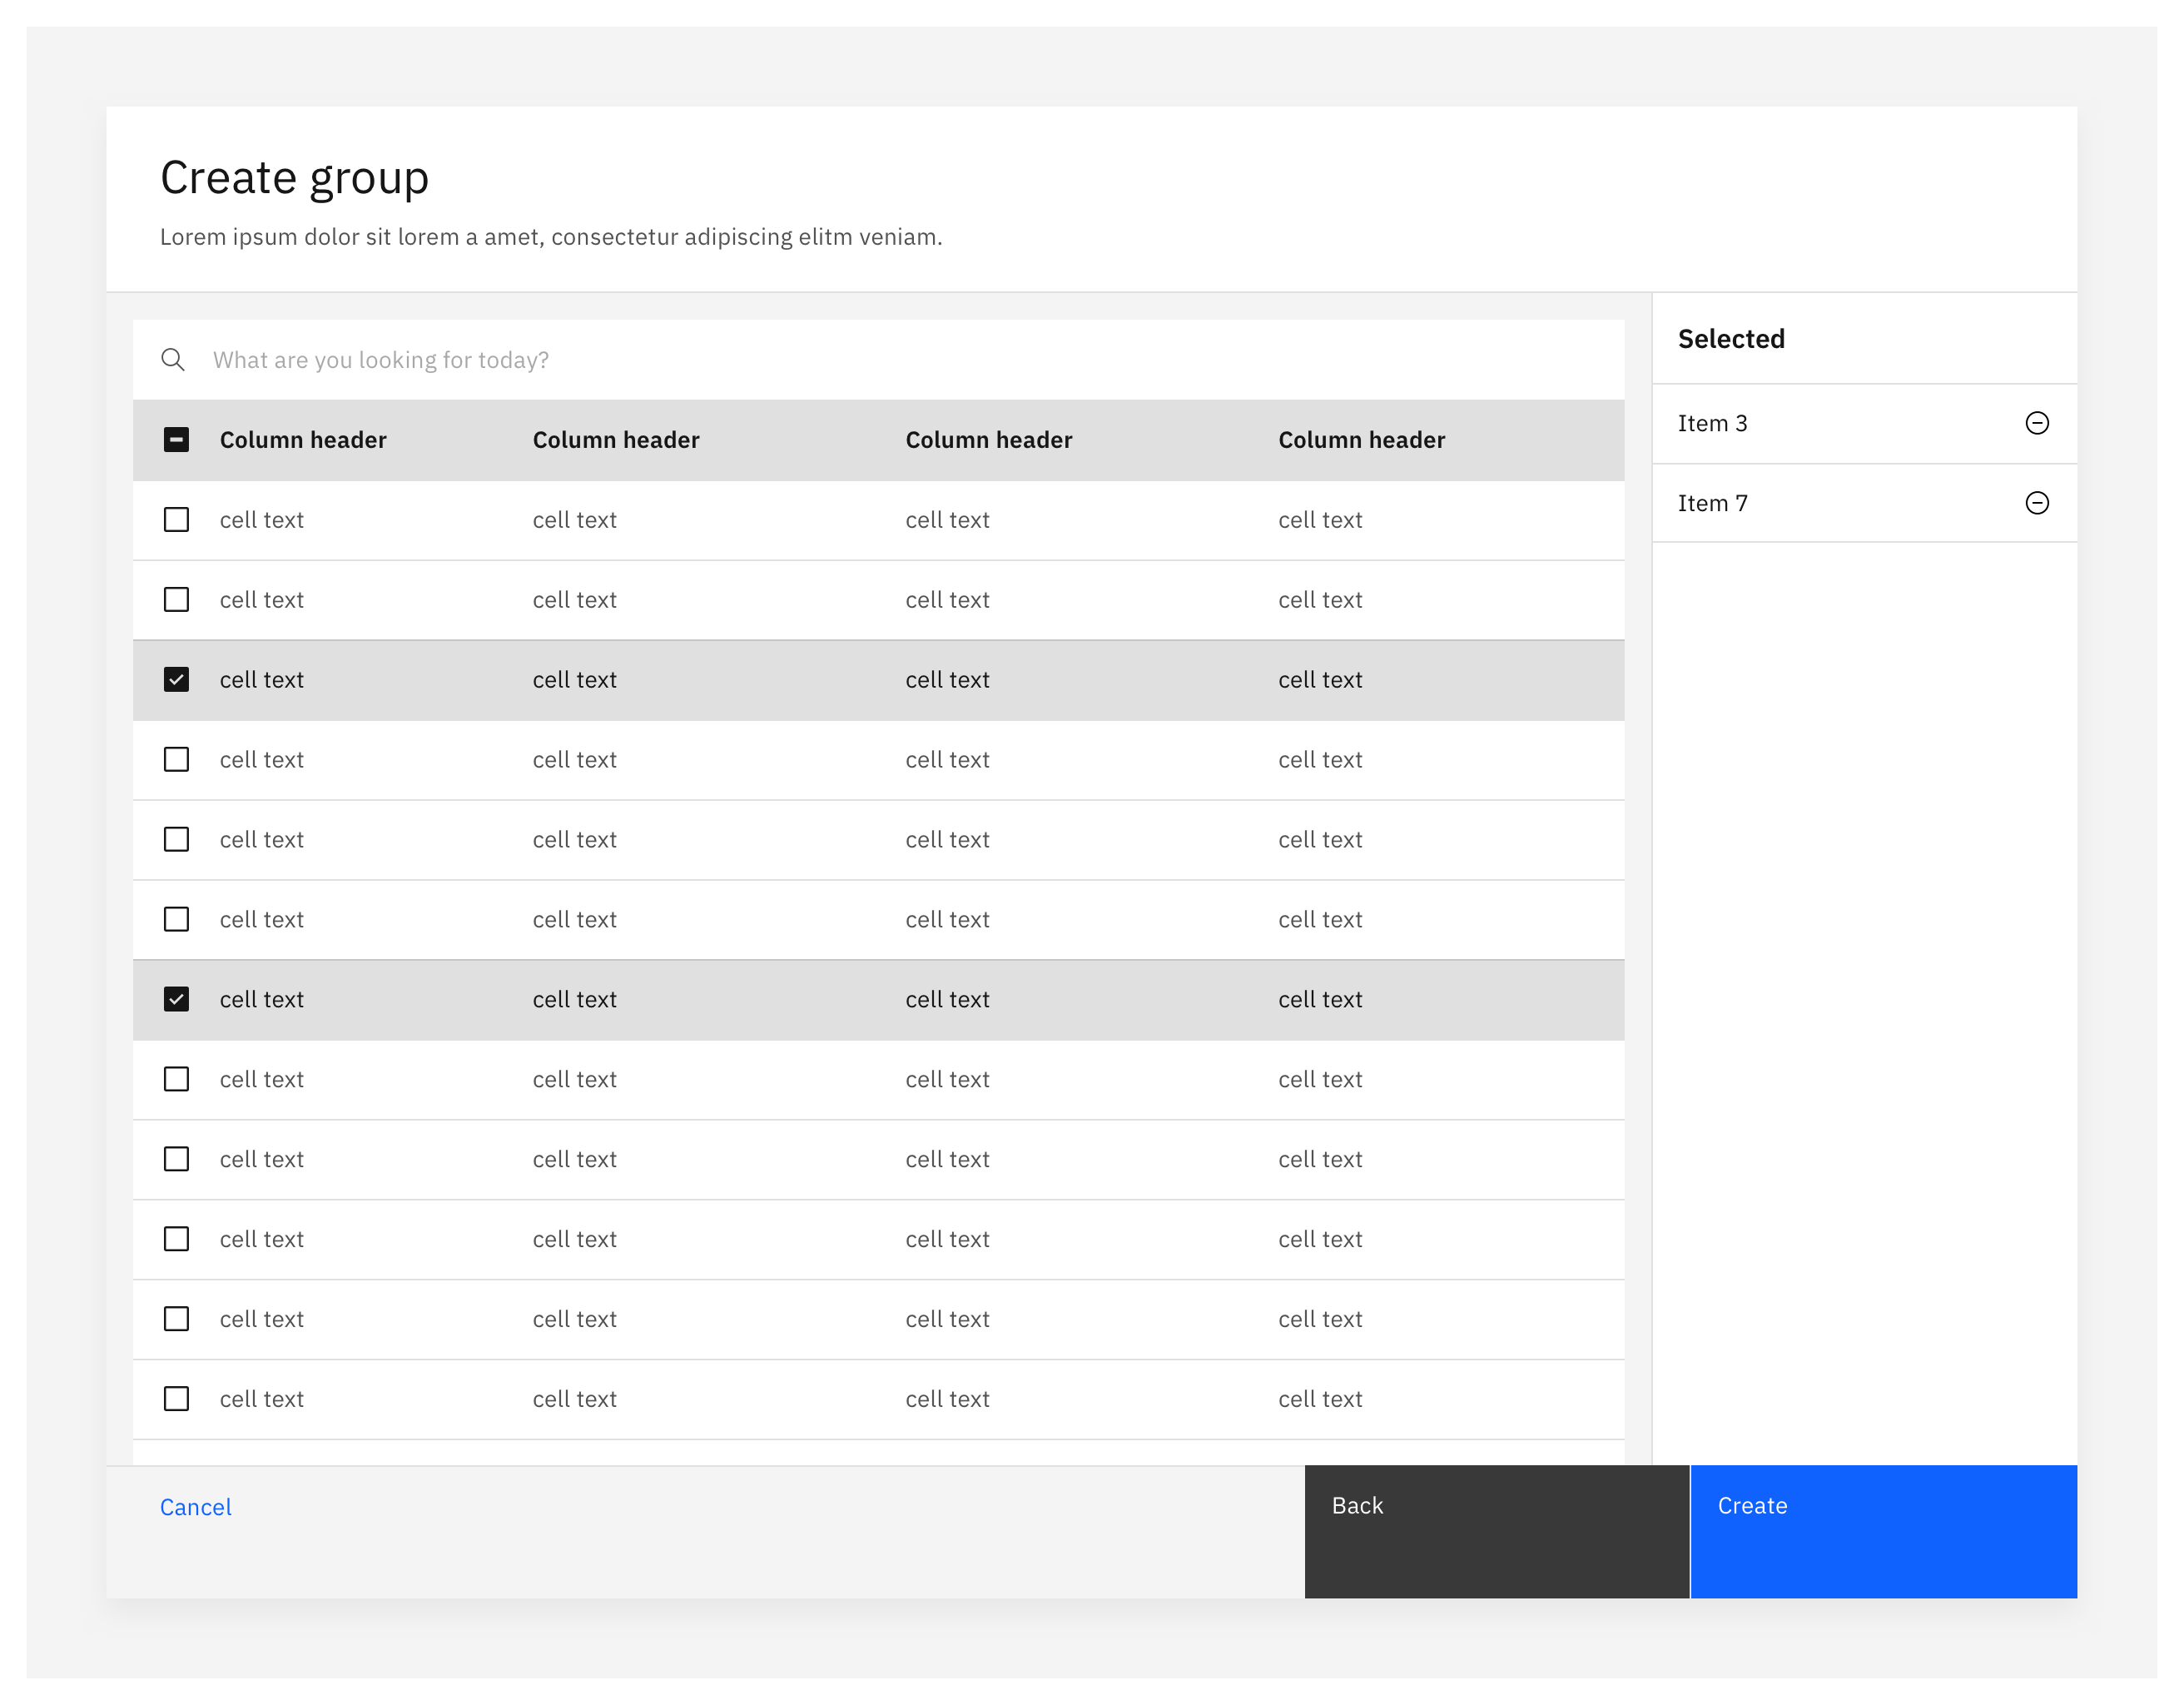 Create group
Lorem ipsum dolor sit lorem a amet, consectetur adipiscing elitm veniam.
What are you looking for today?
Column header Column header Column header Column header
cell text cell text cell text cell text
cell text cell text cell text cell text
cell text cell text cell text cell text
cell text cell text cell text cell text
cell text cell text cell text cell text
cell text cell text cell text cell text
cell text cell text cell text cell text
cell text cell text cell text cell text
cell text cell text cell text cell text
cell text cell text cell text cell text
cell text cell text cell text cell text
cell text cell text cell text cell text
Selected
Item 3
Item 7
Cancel
Back
Create